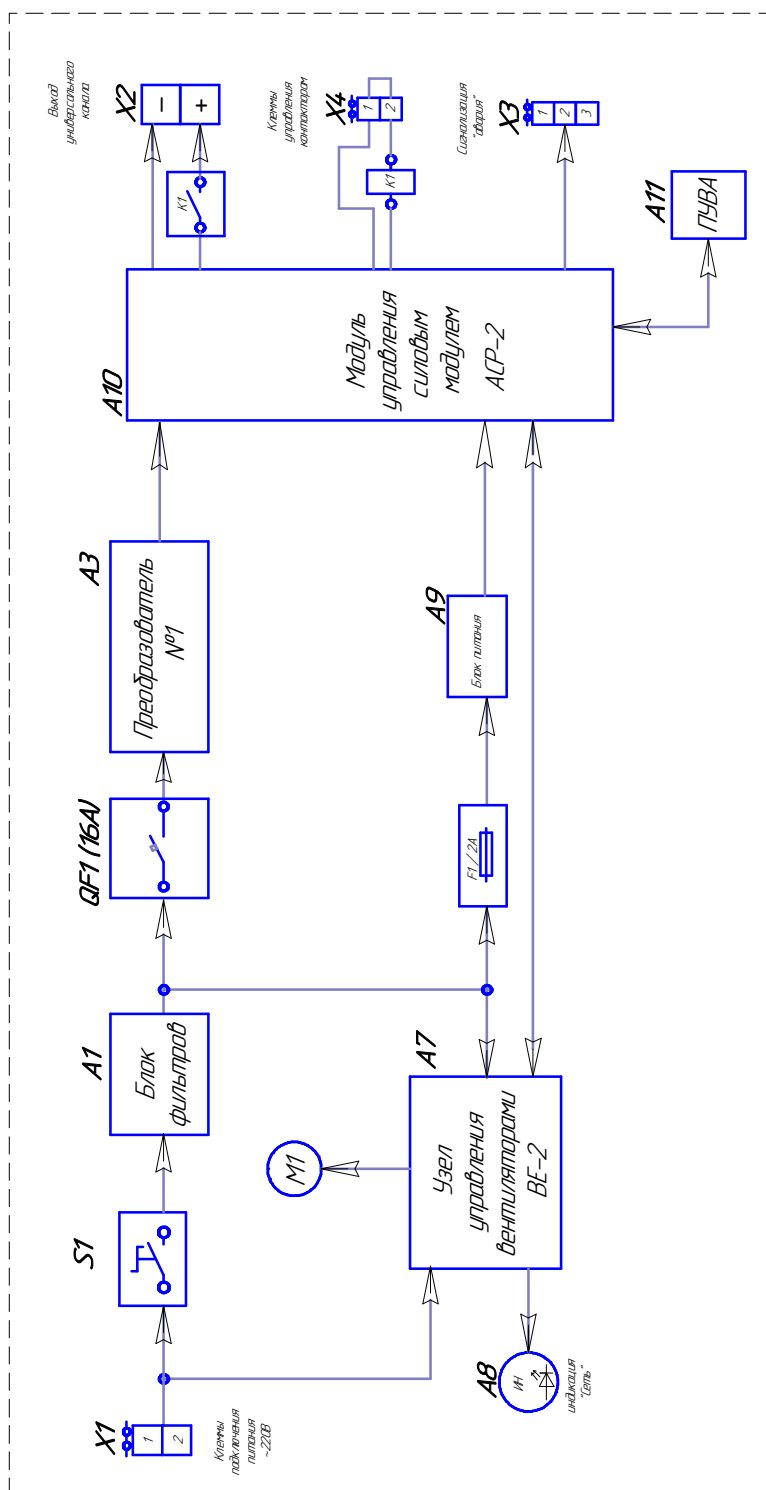 X1
1
2
Клеммы
подключения
питания
~220В
S1
A1
Блок
фильтров
QF1 (16А)
A3
Преобразователь
№1
A10
Модуль
управления
силовым
модулем
АСР-2
K1
X2
−
+
Выход
универсального
канала
K1
X4
1
2
Клеммы
управления
контактором
X3
1
2
3
Сигнализация
"авария"
A11
ПУВА
M1
A7
Узел
управления
вентиляторами
ВЕ-2
F1/2A
A9
Блок питания
A8
ИН
индикация
"Сеть"